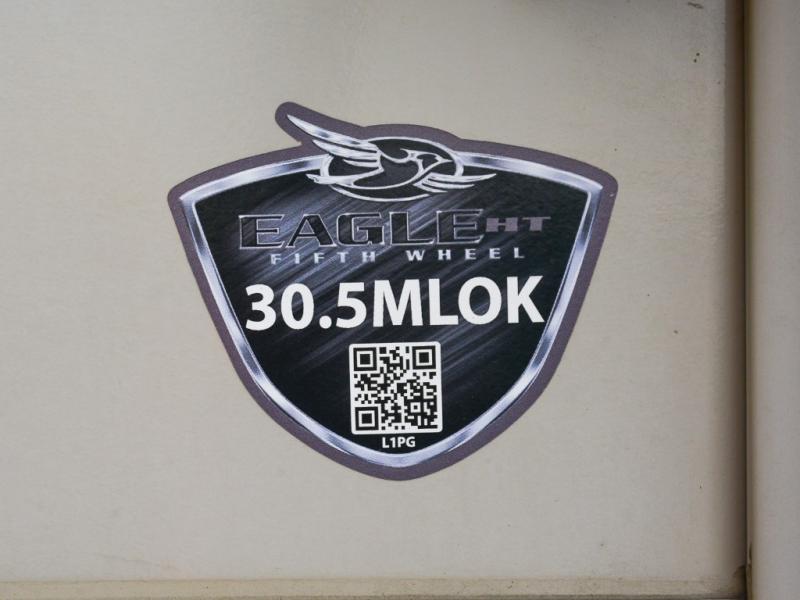 EAGLE HT
FIFTH WHEEL
30.5MLOK
L1PG